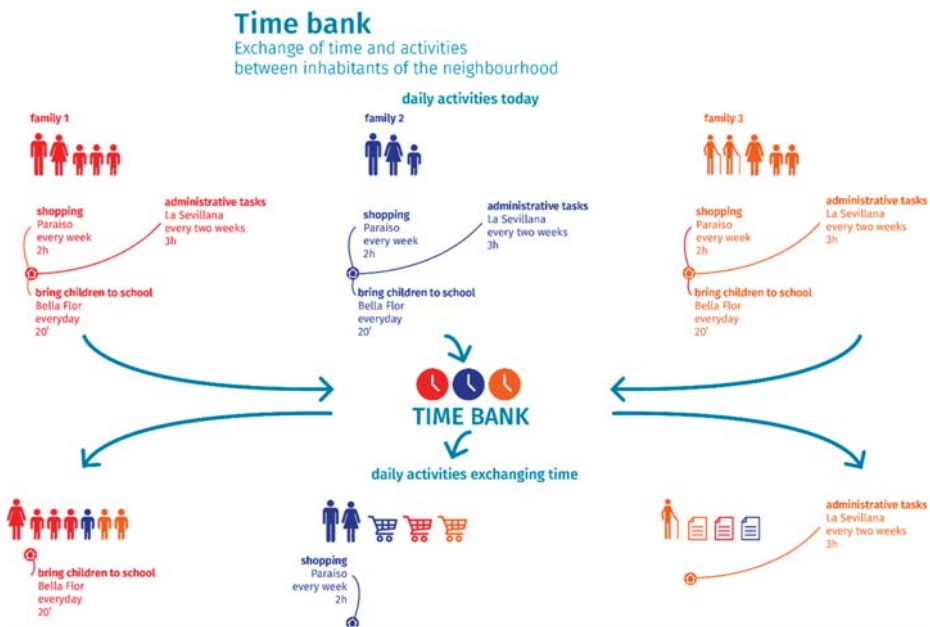 Time bank
Exchange of time and activities
between inhabitants of the neighbourhood
daily activities today
family 1
shopping
Paraiso
every week
2h
administrative tasks
La Sevillana
every two weeks
3h
bring children to school
Bella Flor
everyday
20'
family 2
shopping
Paraiso
every week
2h
administrative tasks
La Sevillana
every two weeks
3h
bring children to school
Bella Flor
everyday
20'
family 3
shopping
Paraiso
every week
2h
administrative tasks
La Sevillana
every two weeks
3h
bring children to school
Bella Flor
everyday
20'
TIME BANK
daily activities exchanging time
bring children to school
Bella Flor
everyday
20'
shopping
Paraiso
every week
2h
administrative tasks
La Sevillana
every two weeks
3h